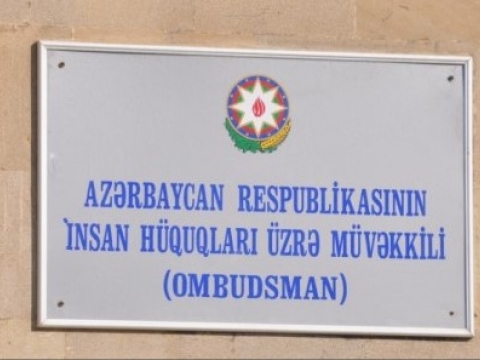 AZƏRBAYCAN RESPUBLİKASININ
İNSAN HÜQUQLARI ÜZRƏ MÜVƏKKİLİ
(OMBUDSMAN)